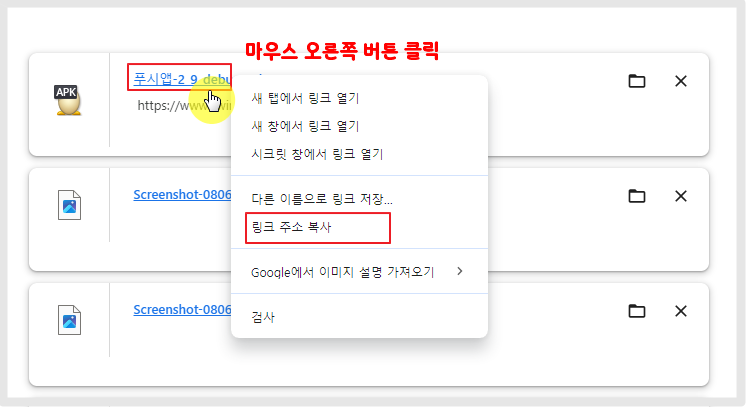 마우스 오른쪽 버튼 클릭
APK
푸시앱-2_9_debu
https://www.
새 탭에서 링크 열기
새 창에서 링크 열기
시크릿 창에서 링크 열기
Screenshot-0806
다른 이름으로 링크 저장...
링크 주소 복사
Google에서 이미지 설명 가져오기
Screenshot-0806
검사